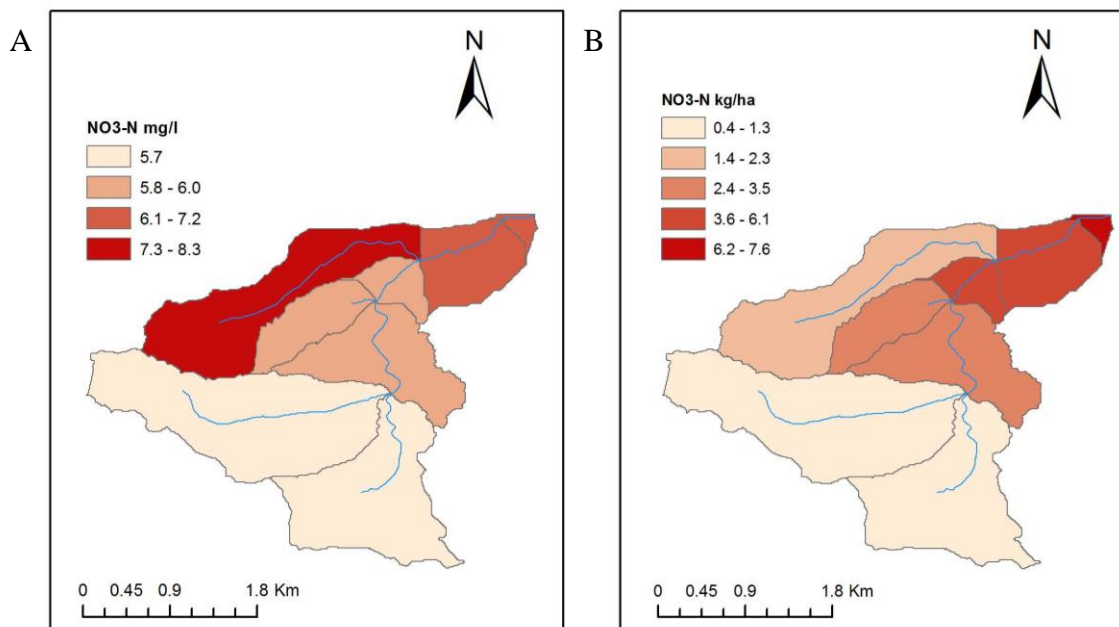 A
N
NO3-N mg/l
5.7
5.8 - 6.0
6.1 - 7.2
7.3 - 8.3
0 0.45 0.9 1.8 Km
B
N
NO3-N kg/ha
0.4 - 1.3
1.4 - 2.3
2.4 - 3.5
3.6 - 6.1
6.2 - 7.6
0 0.45 0.9 1.8 Km